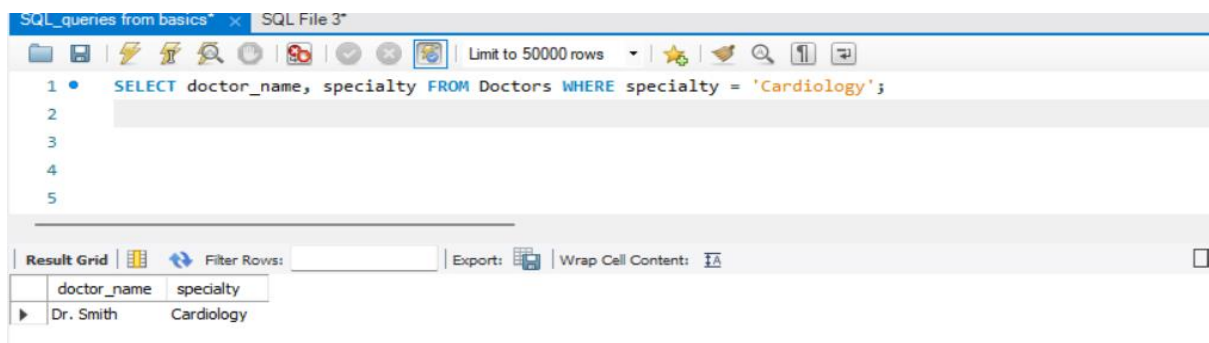 SQL_queries from basics* SQL File 3*
Limit to 50000 rows
1 SELECT doctor_name, specialty FROM Doctors WHERE specialty = 'Cardiology';
2
3
4
5
Result Grid Filter Rows: Export: Wrap Cell Content: IA
doctor_name specialty
Dr. Smith Cardiology